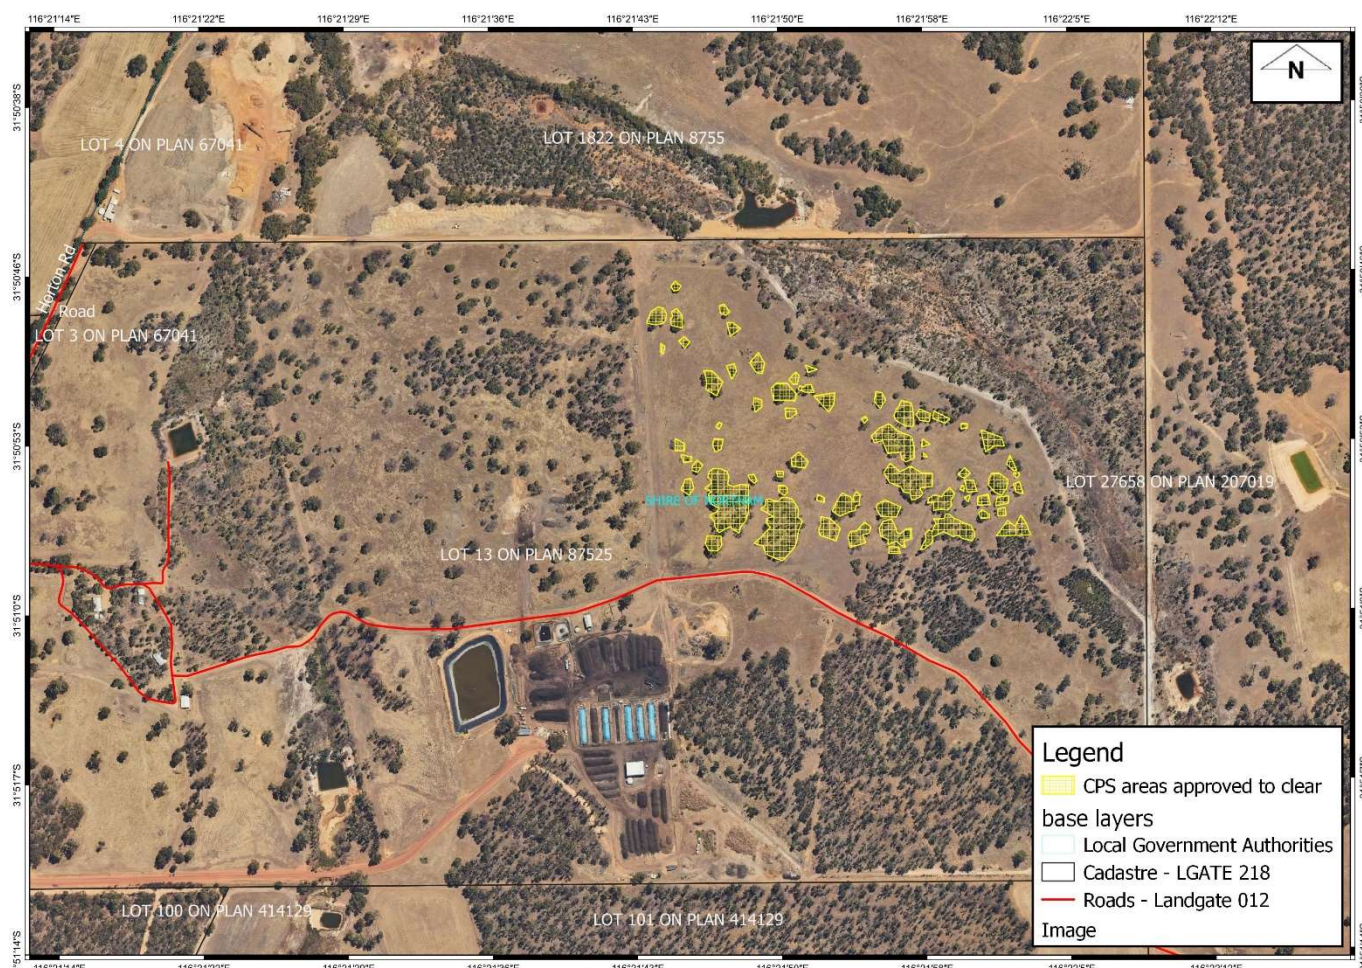 116°21'14"E 116°21'22"E 116°21'29"E 116°21'36"E 116°21'43"E 116°21'50"E 116°21'58"E 116°22'5"E 116°22'12"E
N
31°50'38"S
LOT 4 ON PLAN 67041
LOT 1822 ON PLAN 8755
31°50'46"S
Horton Rd
Road
LOT 3 ON PLAN 67041
31°50'53"S
LOT 27658 ON PLAN 207019
SHIRE OF
LOT 13 ON PLAN 87525
31°51'0"S
31°51'7"S
Legend
CPS areas approved to clear
base layers
Local Government Authorities
Cadastre - LGATE 218
Roads - Landgate 012
Image
LOT 100 ON PLAN 414129
LOT 101 ON PLAN 414129